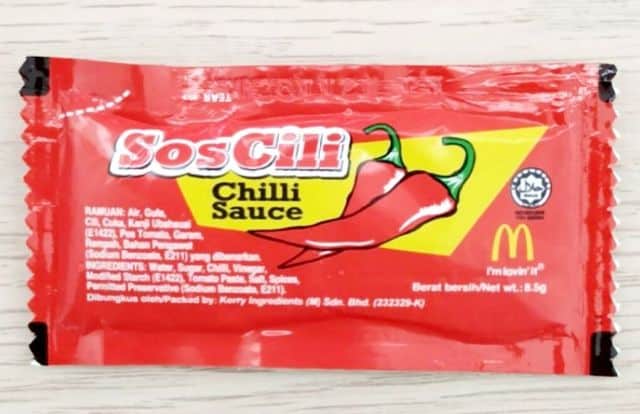 TEAR
SosCili
Chilli
Sauce
RAMUAN: Air, Gula,
Cili, Cuka, Kanji Ubahsuai
(E1422), Pes Tomato, Garam,
Rempah, Bahan Pengawet
(Sodium Benzoate, E211) yang dibenarkan.
INGREDIENTS: Water, Sugar, Chilli, Vinegar,
Modified Starch (E1422), Tomato Paste, Salt, Spices,
Permitted Preservative (Sodium Benzoate, E211).
Dibungkus oleh/Packed by: Kerry Ingredients (M) Sdn. Bhd. (232329-K)
i'm lovin' it®
Berat bersih/Net wt.: 8.5g